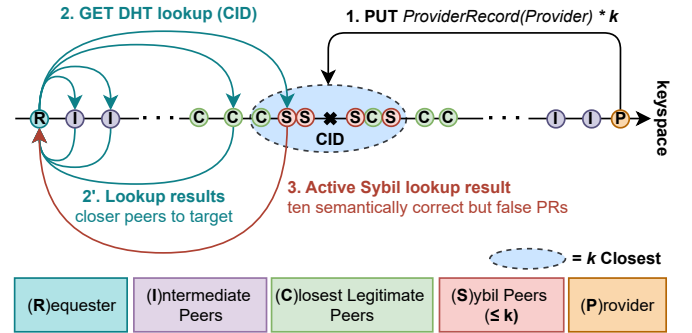 2. GET DHT lookup (CID)
1. PUT ProviderRecord(Provider) * k
keyspace
R I I · · · C C C S S ✖ S C S C C · · · I I P
CID
2'. Lookup results
closer peers to target
3. Active Sybil lookup result
ten semantically correct but false PRs
= k Closest
(R)equester
(I)ntermediate
Peers
(C)losest Legitimate
Peers
(S)ybil Peers
(≤ k)
(P)rovider